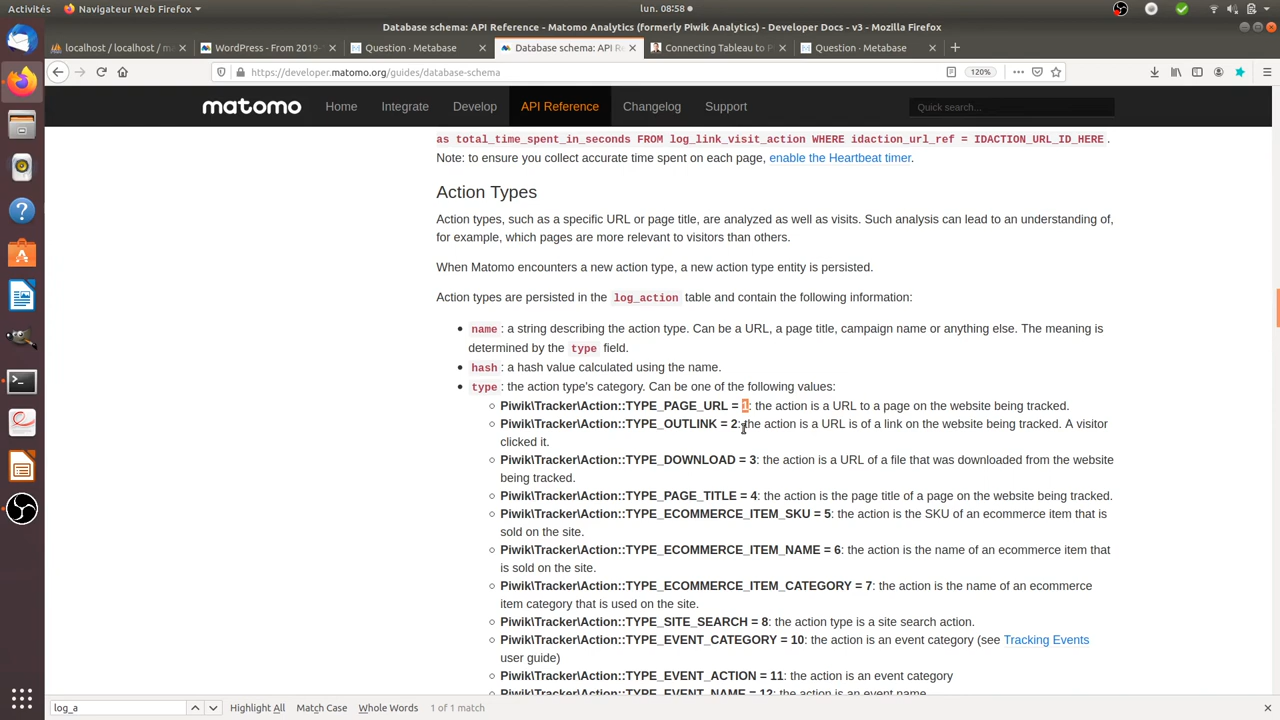 Activités
Navigateur Web Firefox
lun. 08:58
Database schema: API Reference - Matomo Analytics (formerly Piwik Analytics) - Developer Docs - v3 - Mozilla Firefox
localhost / localhost / m
WordPress - From 2019-
Question · Metabase
Database schema: API R
Connecting Tableau to P
Question · Metabase
https://developer.matomo.org/guides/database-schema
120%
matomo
Home
Integrate
Develop
API Reference
Changelog
Support
Quick search...
as total_time_spent_in_seconds FROM log_link_visit_action WHERE idaction_url_ref = IDACTION_URL_ID_HERE .
Note: to ensure you collect accurate time spent on each page, enable the Heartbeat timer.
Action Types
Action types, such as a specific URL or page title, are analyzed as well as visits. Such analysis can lead to an understanding of,
for example, which pages are more relevant to visitors than others.
When Matomo encounters a new action type, a new action type entity is persisted.
Action types are persisted in the log_action table and contain the following information:
• name : a string describing the action type. Can be a URL, a page title, campaign name or anything else. The meaning is
determined by the type field.
• hash : a hash value calculated using the name.
• type : the action type's category. Can be one of the following values:
◦ Piwik\Tracker\Action::TYPE_PAGE_URL = 1: the action is a URL to a page on the website being tracked.
◦ Piwik\Tracker\Action::TYPE_OUTLINK = 2: the action is a URL is of a link on the website being tracked. A visitor
clicked it.
◦ Piwik\Tracker\Action::TYPE_DOWNLOAD = 3: the action is a URL of a file that was downloaded from the website
being tracked.
◦ Piwik\Tracker\Action::TYPE_PAGE_TITLE = 4: the action is the page title of a page on the website being tracked.
◦ Piwik\Tracker\Action::TYPE_ECOMMERCE_ITEM_SKU = 5: the action is the SKU of an ecommerce item that is
sold on the site.
◦ Piwik\Tracker\Action::TYPE_ECOMMERCE_ITEM_NAME = 6: the action is the name of an ecommerce item that
is sold on the site.
◦ Piwik\Tracker\Action::TYPE_ECOMMERCE_ITEM_CATEGORY = 7: the action is the name of an ecommerce
item category that is used on the site.
◦ Piwik\Tracker\Action::TYPE_SITE_SEARCH = 8: the action type is a site search action.
◦ Piwik\Tracker\Action::TYPE_EVENT_CATEGORY = 10: the action is an event category (see Tracking Events
user guide)
◦ Piwik\Tracker\Action::TYPE_EVENT_ACTION = 11: the action is an event category
◦ Piwik\Tracker\Action::TYPE_EVENT_NAME = 12: the action is an event name
log_a
Highlight All
Match Case
Whole Words
1 of 1 match